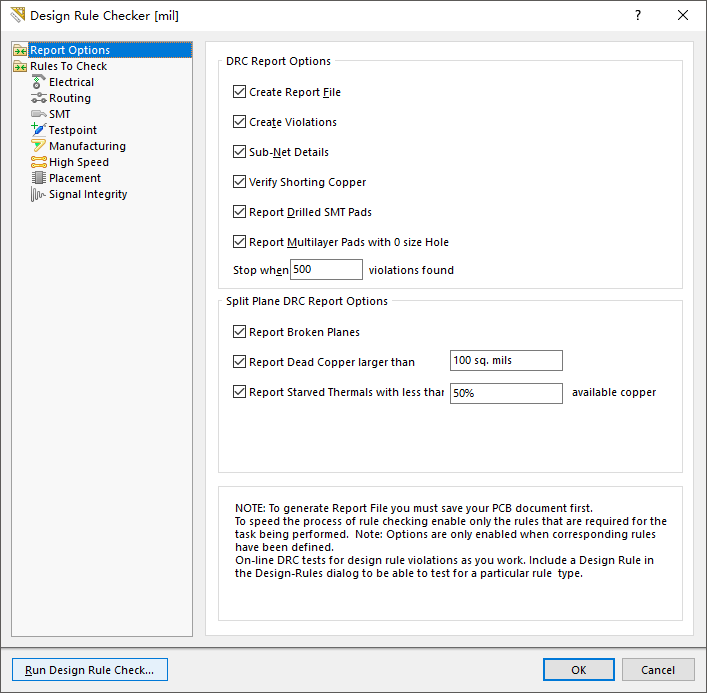 Design Rule Checker [mil]
?
Report Options
Rules To Check
Electrical
Routing
SMT
Testpoint
Manufacturing
High Speed
Placement
Signal Integrity
DRC Report Options
Create Report File
Create Violations
Sub-Net Details
Verify Shorting Copper
Report Drilled SMT Pads
Report Multilayer Pads with 0 size Hole
Stop when 500 violations found
Split Plane DRC Report Options
Report Broken Planes
Report Dead Copper larger than 100 sq. mils
Report Starved Thermals with less than 50% available copper
NOTE: To generate Report File you must save your PCB document first.
To speed the process of rule checking enable only the rules that are required for the
task being performed.  Note: Options are only enabled when corresponding rules
have been defined.
On-line DRC tests for design rule violations as you work. Include a Design Rule in
the Design-Rules dialog to be able to test for a particular rule  type.
Run Design Rule Check...
OK
Cancel